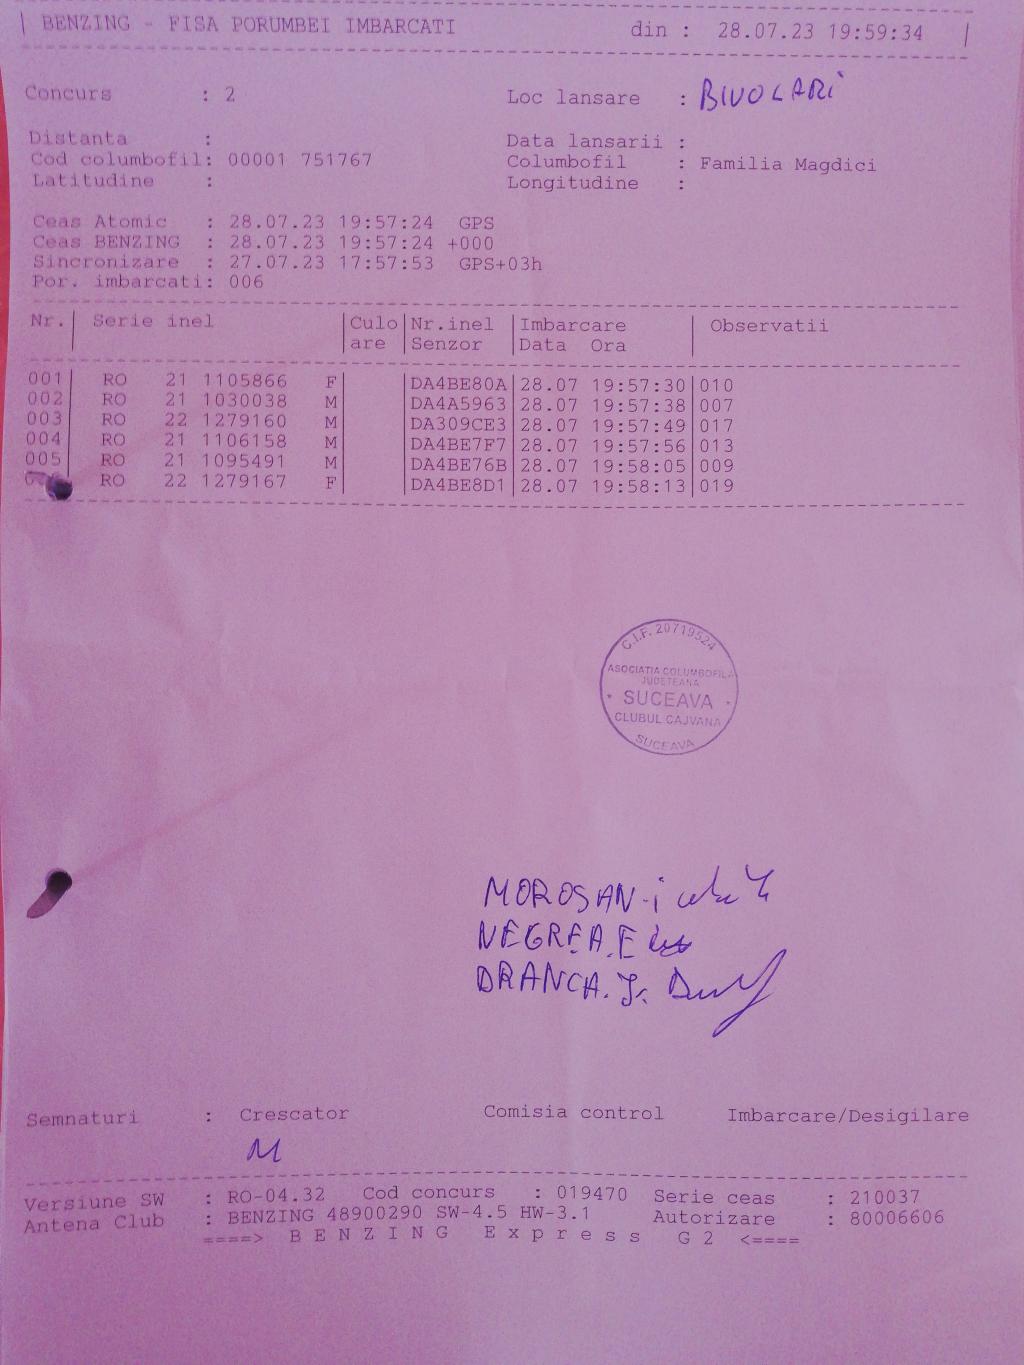 | BENZING - FISA PORUMBEI IMBARCATI din : 28.07.23 19:59:34 |
Concurs : 2 Loc lansare : BIVOLARI
Distanta : Data lansarii :
Cod columbofil: 00001 751767 Columbofil : Familia Magdici
Latitudine : Longitudine :
Ceas Atomic : 28.07.23 19:57:24 GPS
Ceas BENZING : 28.07.23 19:57:24 +000
Sincronizare : 27.07.23 17:57:53 GPS+03h
Por. imbarcati: 006
Nr.| Serie inel |Culo|Nr.inel |Imbarcare | Observatii
|are |Senzor |Data Ora |
001| RO 21 1105866 F| |DA4BE80A|28.07 19:57:30|010
002| RO 21 1030038 M| |DA4A5963|28.07 19:57:38|007
003| RO 22 1279160 M| |DA309CE3|28.07 19:57:49|017
004| RO 21 1106158 M| |DA4BE7F7|28.07 19:57:56|013
005| RO 21 1095491 M| |DA4BE76B|28.07 19:58:05|009
RO 22 1279167 F| |DA4BE8D1|28.07 19:58:13|019
C.I.F. 20719524
ASOCIATIA COLUMBOFILA
JUDETEANA
SUCEAVA
CLUBUL CAJVANA
SUCEAVA
MOROSAN i
NEGREA.E
DRANCA. J.
Semnaturi : Crescator Comisia control Imbarcare/Desigilare
M
Versiune SW : RO-04.32 Cod concurs : 019470 Serie ceas : 210037
Antena Club : BENZING 48900290 SW-4.5 HW-3.1 Autorizare : 80006606
====> B E N Z I N G E x p r e s s G 2 <====